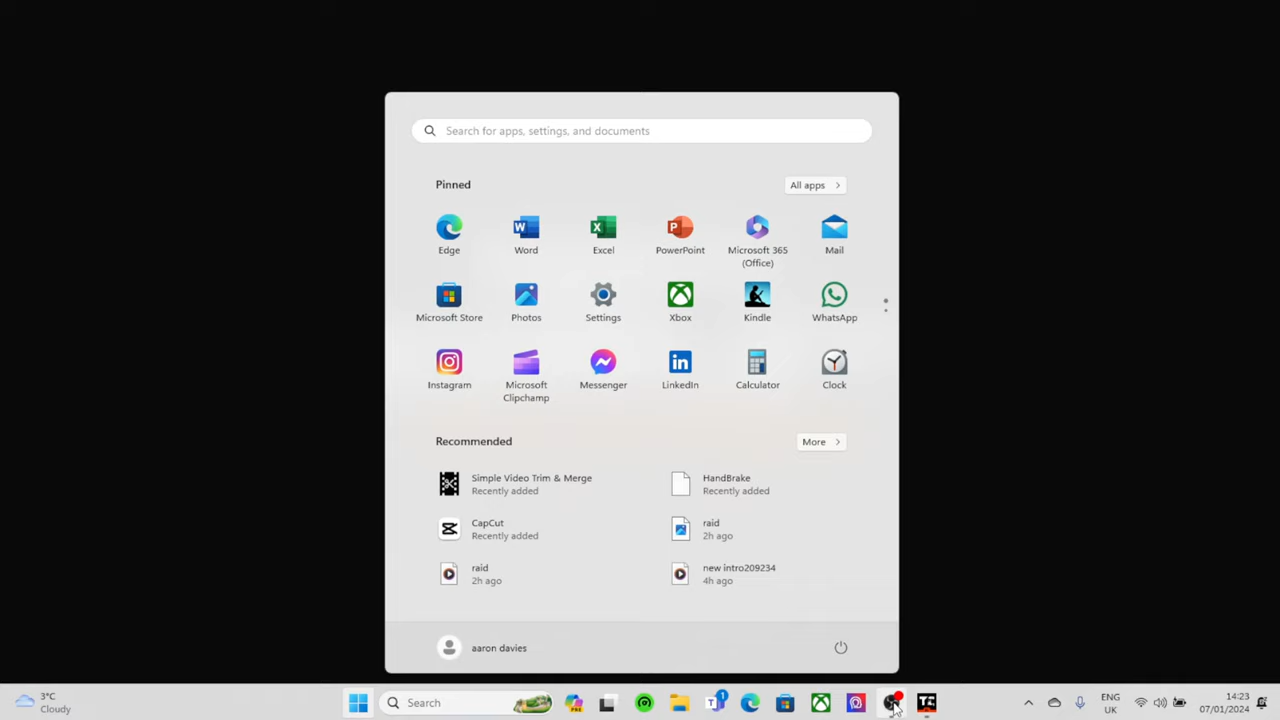 Search for apps, settings, and documents
Pinned
All apps
Edge
Word
Excel
PowerPoint
Microsoft 365
(Office)
Mail
Microsoft Store
Photos
Settings
Xbox
Kindle
WhatsApp
Instagram
Microsoft
Clipchamp
Messenger
LinkedIn
Calculator
Clock
Recommended
More
Simple Video Trim & Merge
Recently added
HandBrake
Recently added
CapCut
Recently added
raid
2h ago
raid
2h ago
new intro209234
4h ago
aaron davies
3°C
Cloudy
Search
1
ENG
UK
14:23
07/01/2024